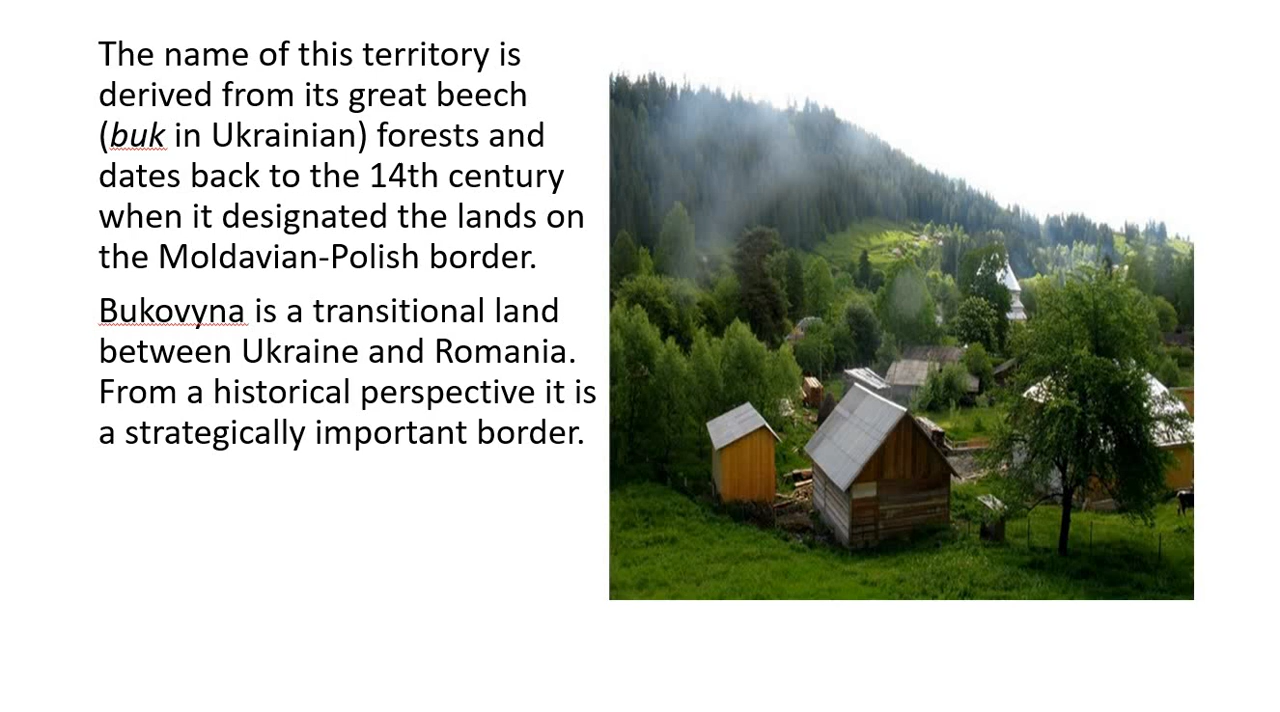 The name of this territory is
derived from its great beech
(buk in Ukrainian) forests and
dates back to the 14th century
when it designated the lands on
the Moldavian-Polish border.
Bukovyna is a transitional land
between Ukraine and Romania.
From a historical perspective it is
a strategically important border.